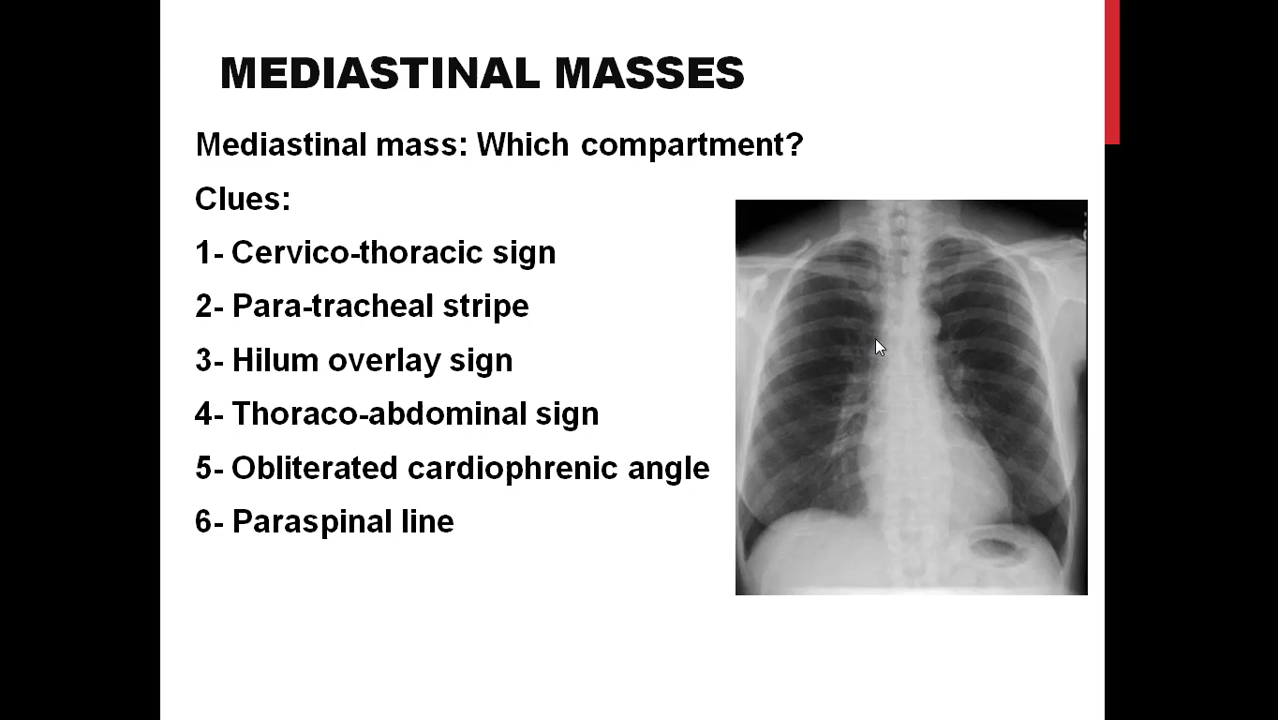 MEDIASTINAL MASSES
Mediastinal mass: Which compartment?
Clues:
1- Cervico-thoracic sign
2- Para-tracheal stripe
3- Hilum overlay sign
4- Thoraco-abdominal sign
5- Obliterated cardiophrenic angle
6- Paraspinal line